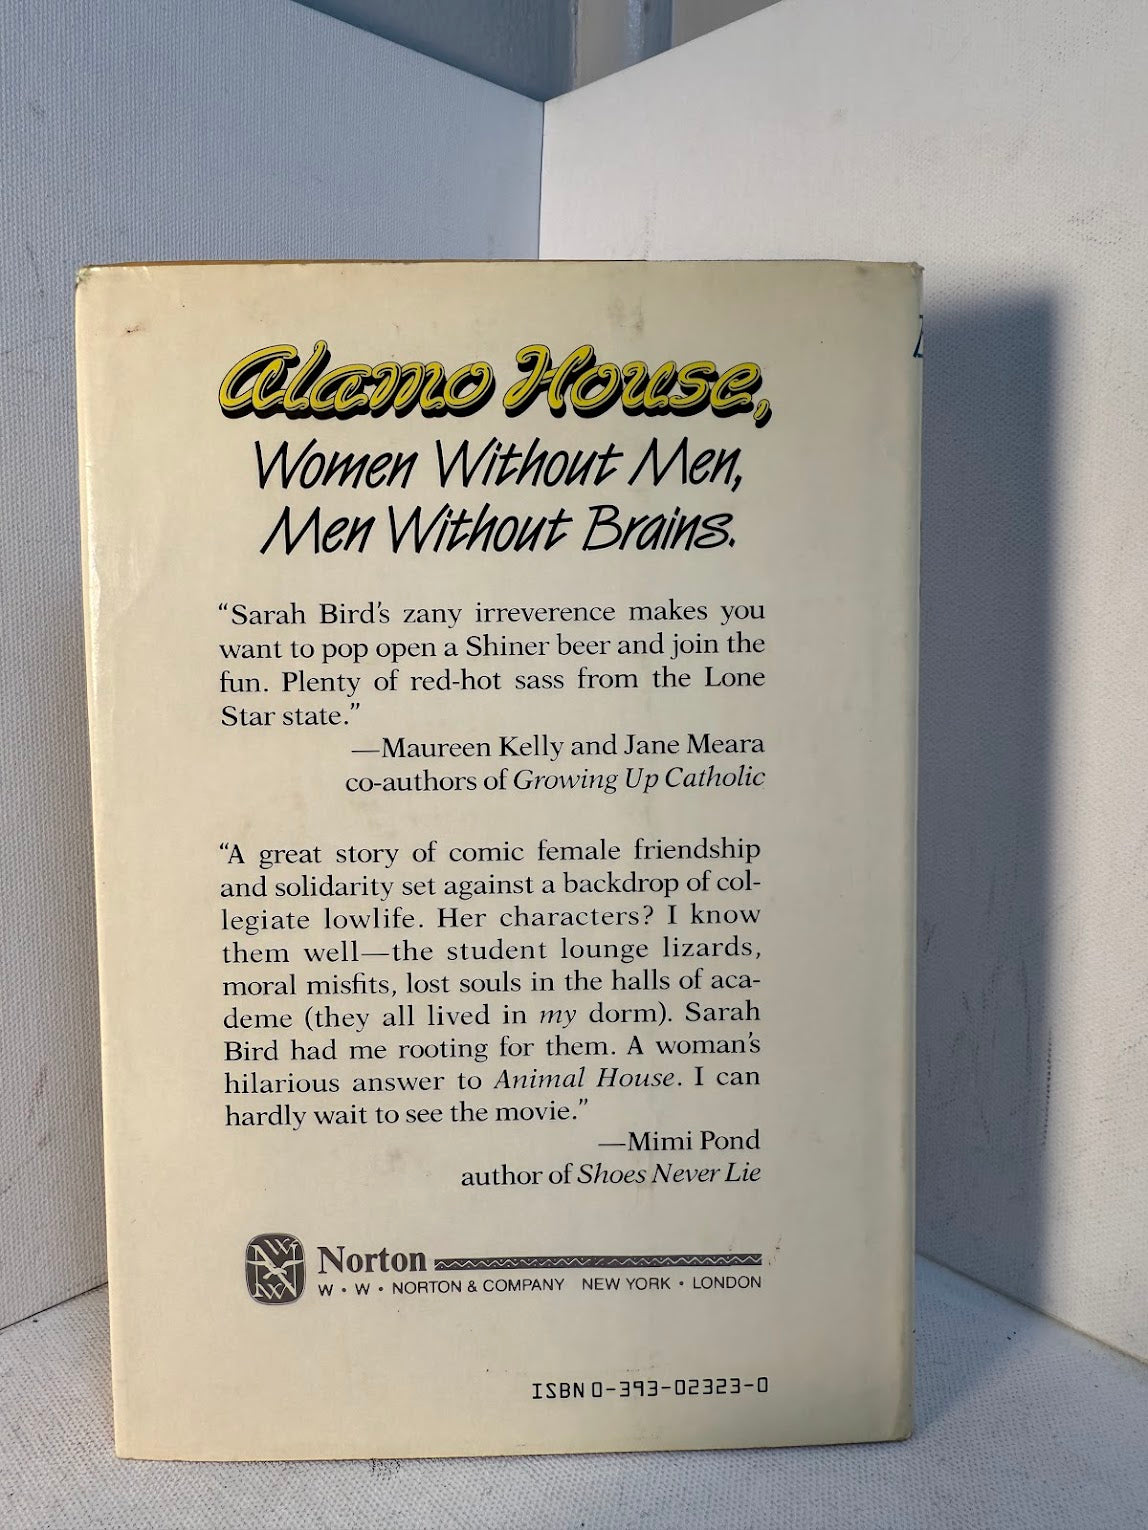 Alamo House,
Women Without Men,
Men Without Brains.
“Sarah Bird's zany irreverence makes you
want to pop open a Shiner beer and join the
fun. Plenty of red-hot sass from the Lone
Star state.”
—Maureen Kelly and Jane Meara
co-authors of Growing Up Catholic
“A great story of comic female friendship
and solidarity set against a backdrop of col-
legiate lowlife. Her characters? I know
them well—the student lounge lizards,
moral misfits, lost souls in the halls of aca-
deme (they all lived in my dorm). Sarah
Bird had me rooting for them. A woman's
hilarious answer to Animal House. I can
hardly wait to see the movie.”
—Mimi Pond
author of Shoes Never Lie
Norton
W • W • NORTON & COMPANY NEW YORK • LONDON
ISBN 0-393-02323-0